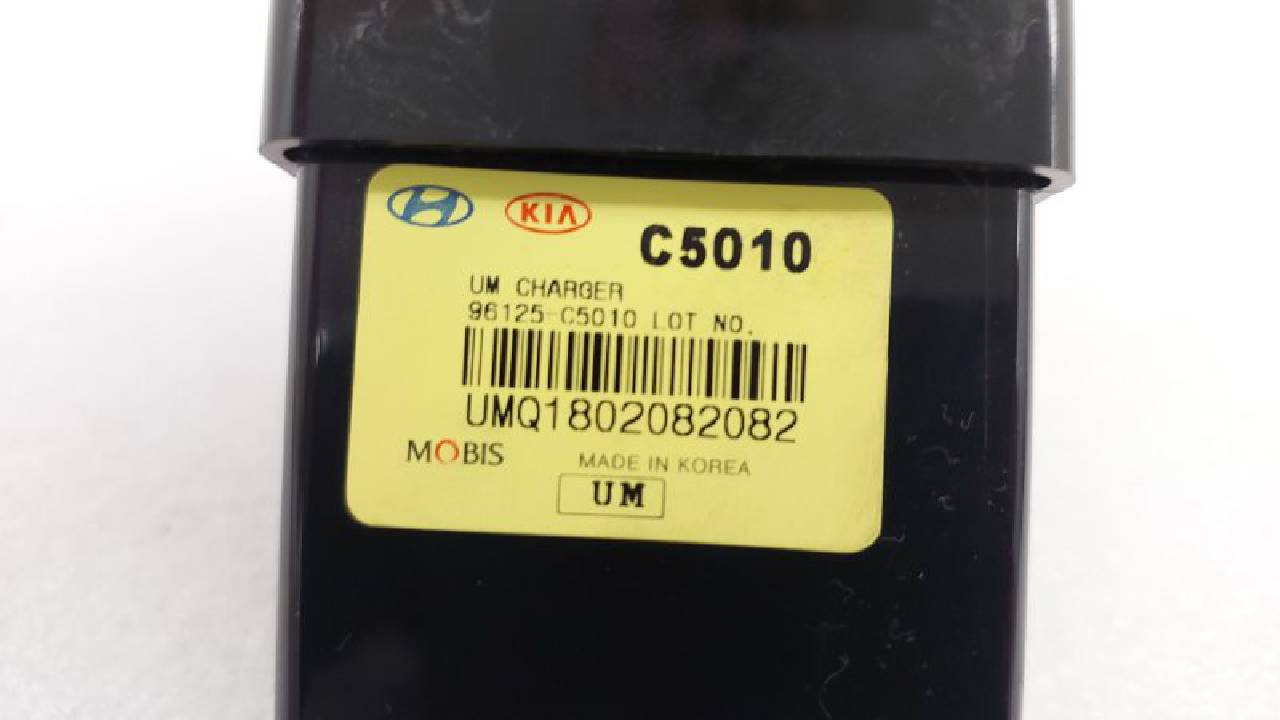 KIA
C5010
UM CHARGER
96125-C5010 LOT NO.
UMQ1802082082
MOBIS
MADE IN KOREA
UM